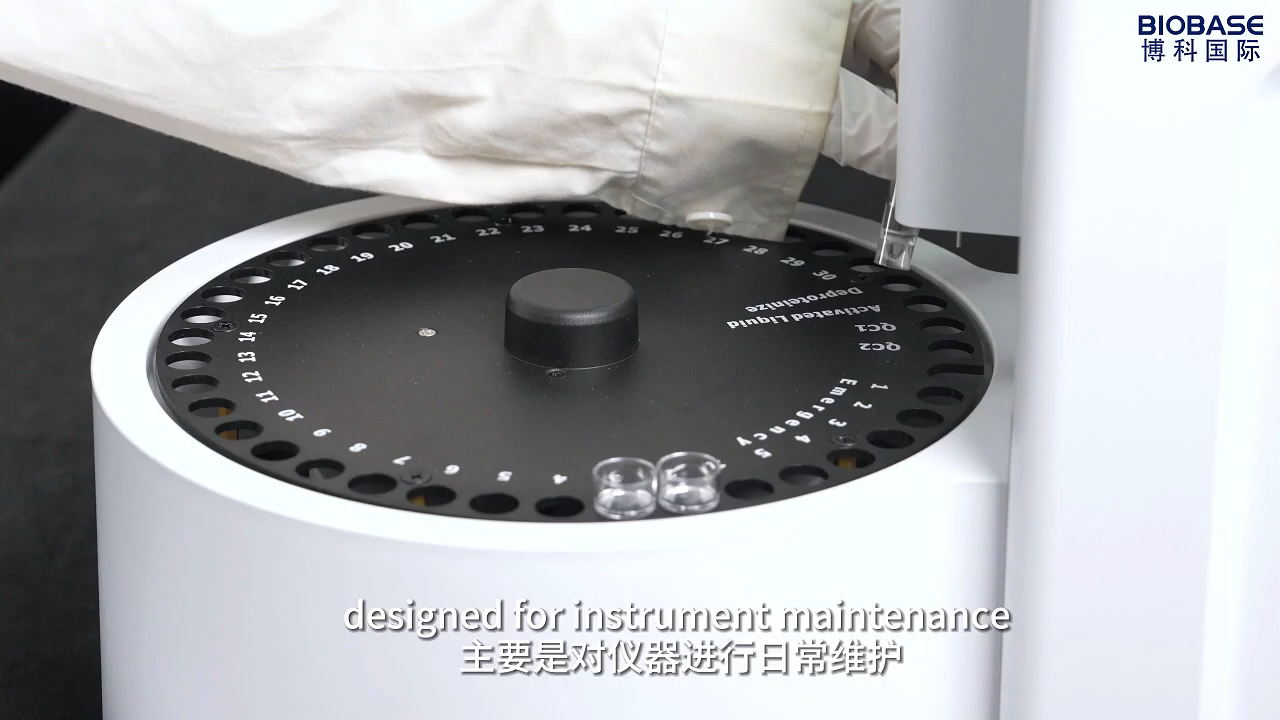 BIOBASE
博科国际
20 21 22 23 24 25 26 27 28 29 30
19
18
17
16
15
14
13
12
11
10
9
8
7
6
5
4
Deproteinize
Activated Liquid
QC1
QC2
Emergency
1
2
3
4
5
designed for instrument maintenance
主要是对仪器进行日常维护